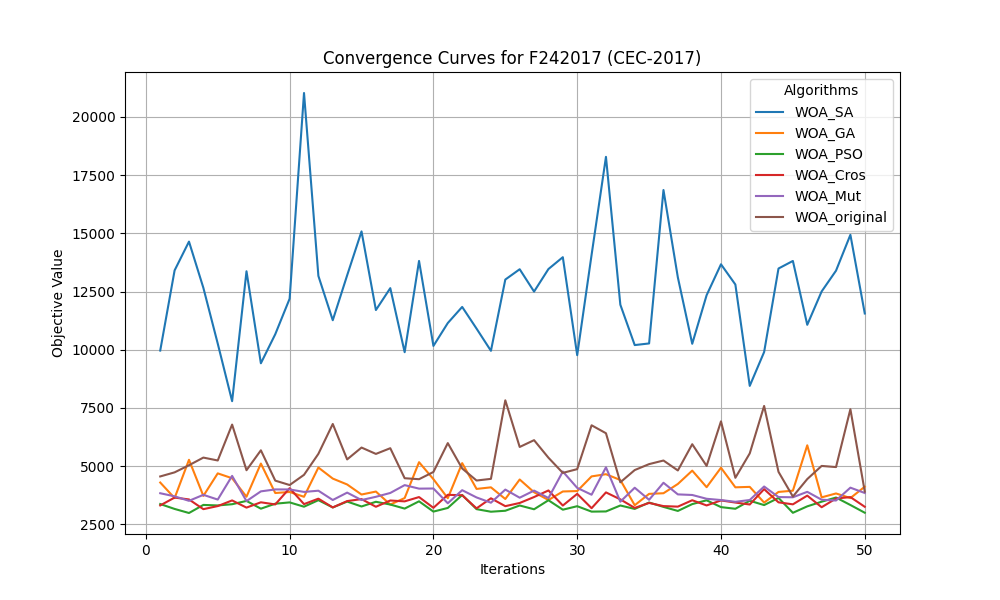 Convergence Curves for F242017 (CEC-2017)
Algorithms
WOA_SA
WOA_GA
WOA_PSO
WOA_Cros
WOA_Mut
WOA_original
Objective Value
20000
17500
15000
12500
10000
7500
5000
2500
0 10 20 30 40 50
Iterations